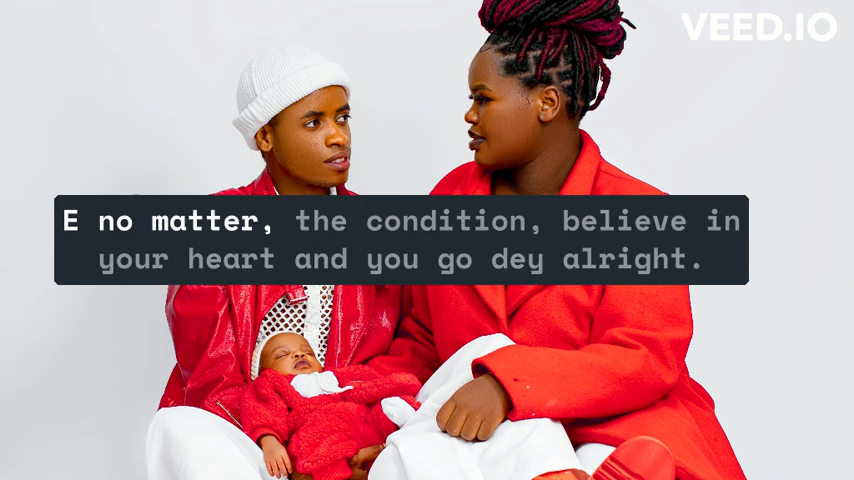 VEED.IO
E no matter, the condition, believe in
your heart and you go dey alright.